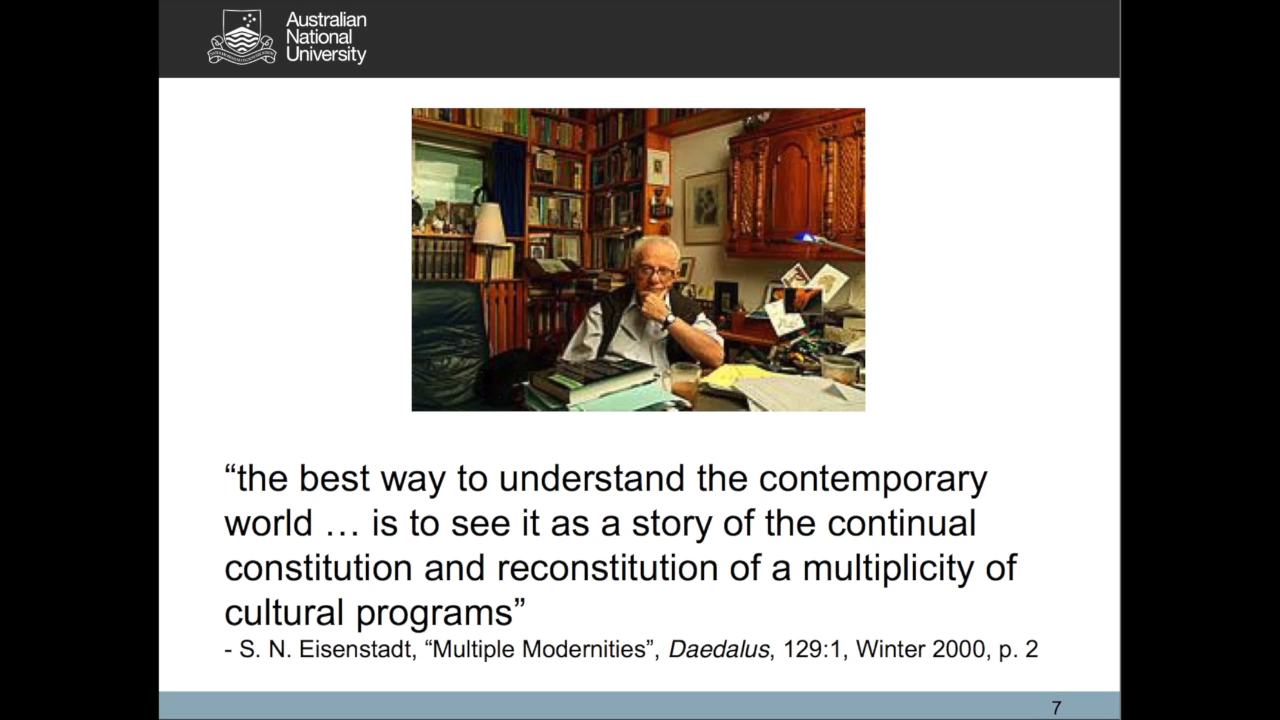 Australian
National
University
“the best way to understand the contemporary
world … is to see it as a story of the continual
constitution and reconstitution of a multiplicity of
cultural programs”
- S. N. Eisenstadt, “Multiple Modernities”, Daedalus, 129:1, Winter 2000, p. 2
7